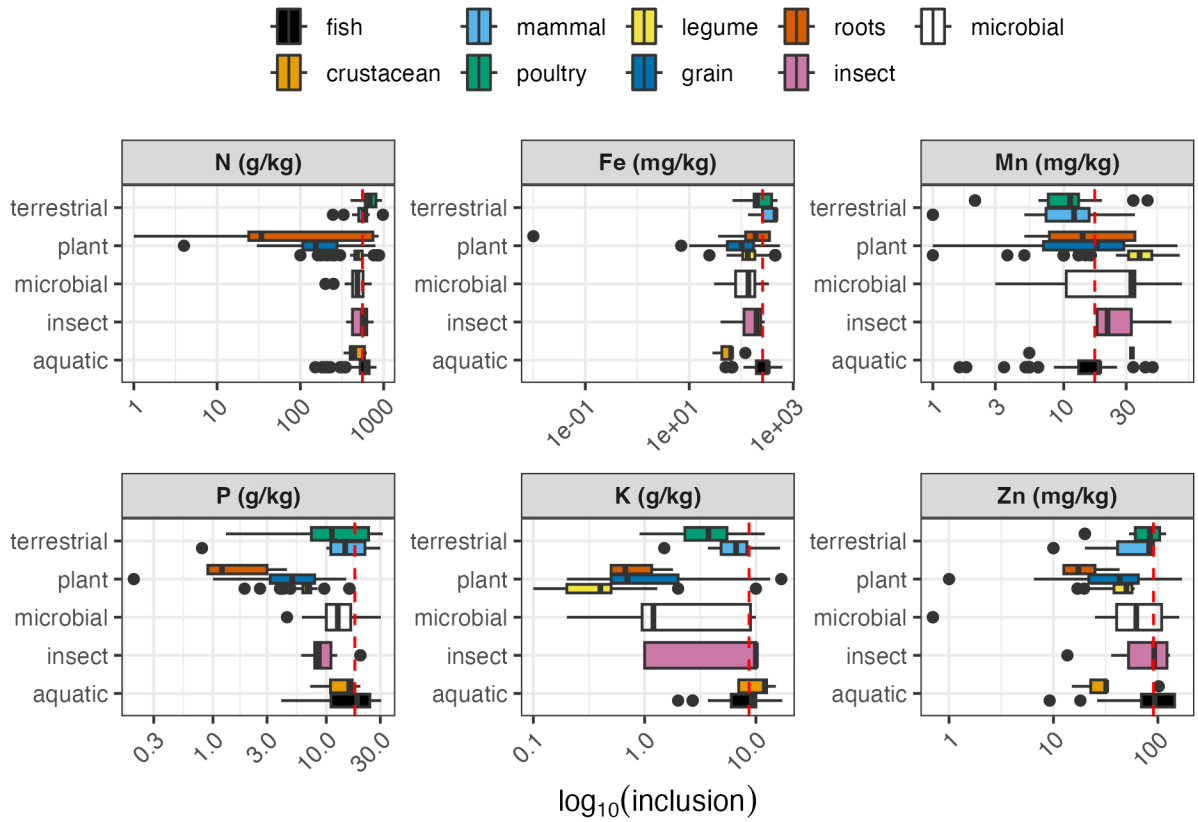 fish mammal legume roots microbial
crustacean poultry grain insect
N (g/kg) Fe (mg/kg) Mn (mg/kg)
terrestrial terrestrial terrestrial
plant plant plant
microbial microbial microbial
insect insect insect
aquatic aquatic aquatic
1 10 100 1000 1e-01 1e+01 1e+03 1 3 10 30
P (g/kg) K (g/kg) Zn (mg/kg)
terrestrial terrestrial terrestrial
plant plant plant
microbial microbial microbial
insect insect insect
aquatic aquatic aquatic
0.3 1.0 3.0 10.0 30.0 0.1 1.0 10.0 1 10 100
log₁₀(inclusion)